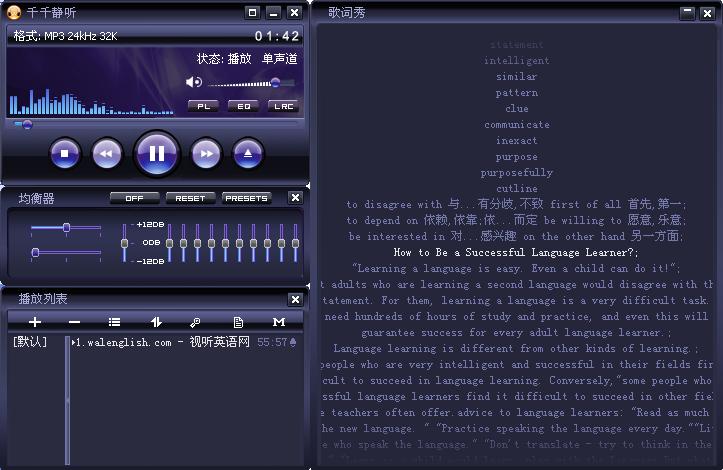 千千静听
格式: MP3 24kHz 32K
01:42
状态: 播放 单声道
PL EQ LRC
均衡器
OFF RESET PRESETS
+12DB
0DB
-12DB
播放列表
[默认]
1.walenglish.com - 视听英语网 55:57
歌词秀
statement
intelligent
similar
pattern
clue
communicate
inexact
purpose
purposefully
cutline
to disagree with 与...有分歧,不致 first of all 首先,第一;
to depend on 依赖,依靠;依...而定 be willing to 愿意,乐意;
be interested in 对...感兴趣 on the other hand 另一方面;
How to Be a Successful Language Learner?;
"Learning a language is easy. Even a child can do it!";
t adults who are learning a second language would disagree with th
tatement. For them, learning a language is a very difficult task.
need hundreds of hours of study and practice, and even this will
guarantee success for every adult language learner.;
Language learning is different from other kinds of learning.;
people who are very intelligent and successful in their fields fin
cult to succeed in language learning. Conversely,"some people who
ssful language learners find it difficult to succeed in other fiel
e teachers often offer.advice to language learners: "Read as much
the new language. " "Practice speaking the language every day.""Li
e who speak the language." "Don't translate - try to think in the